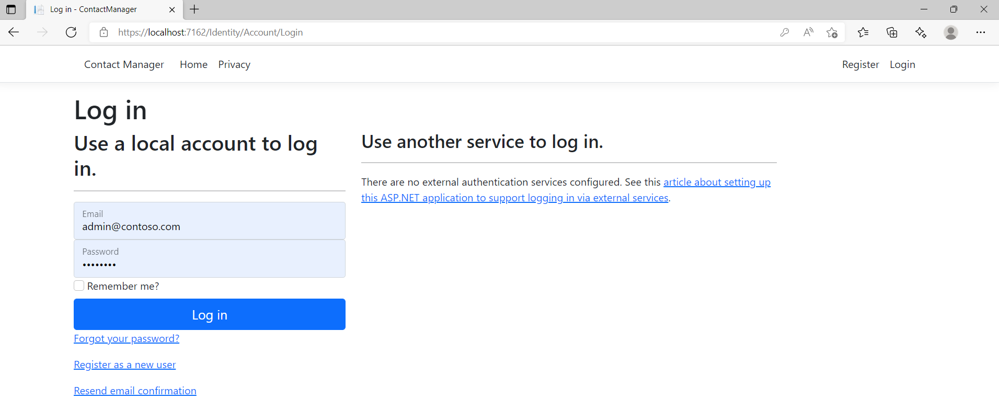 Log in - ContactManager
https://localhost:7162/Identity/Account/Login
Contact Manager Home Privacy Register Login
Log in
Use a local account to log
in.
Email
admin@contoso.com
Password
••••••••
Remember me?
Log in
Forgot your password?
Register as a new user
Resend email confirmation
Use another service to log in.
There are no external authentication services configured. See this article about setting up
this ASP.NET application to support logging in via external services.